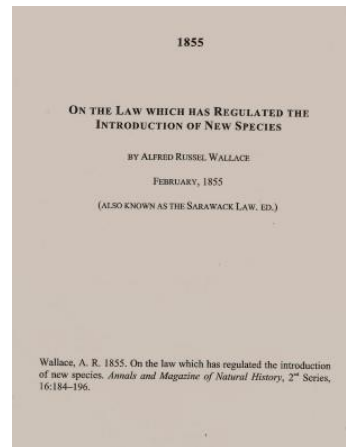 1855
ON THE LAW WHICH HAS REGULATED THE
INTRODUCTION OF NEW SPECIES
BY ALFRED RUSSEL WALLACE
FEBRUARY, 1855
(ALSO KNOWN AS THE SARAWACK LAW. ED.)
Wallace, A. R. 1855. On the law which has regulated the introduction
of new species. Annals and Magazine of Natural History, 2nd Series,
16:184–196.